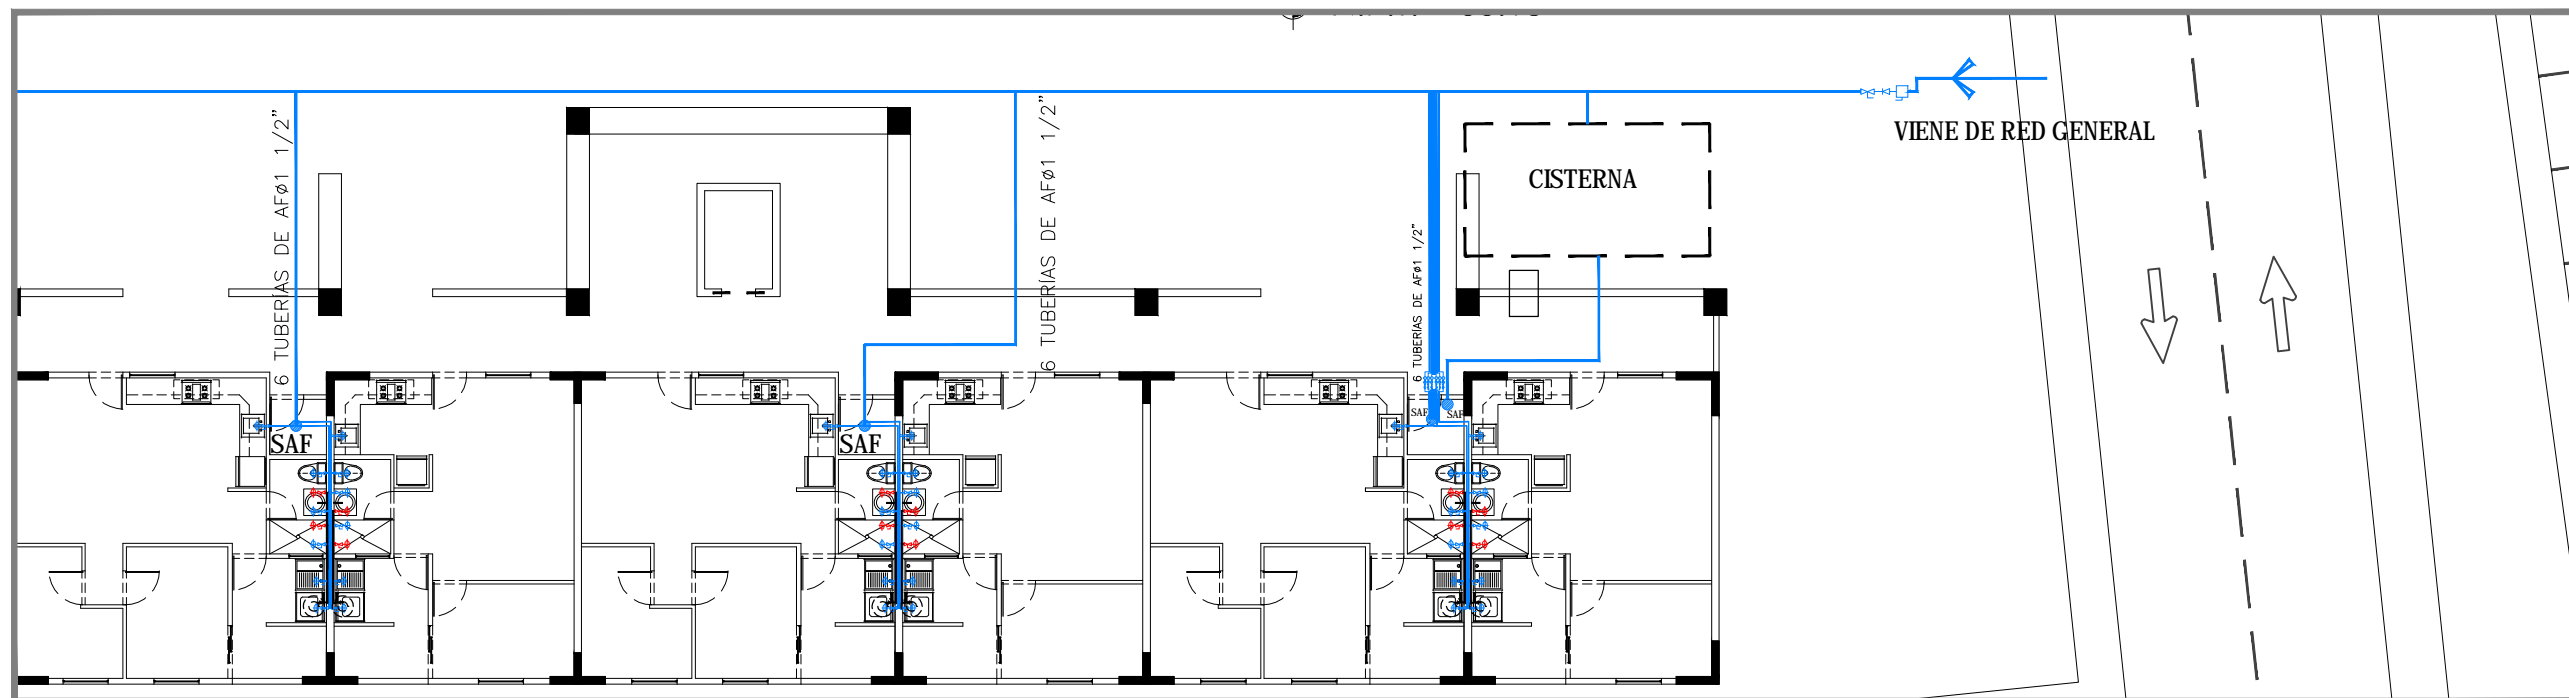 VIENE DE RED GENERAL
CISTERNA
6 TUBERÍAS DE AFø1 1/2”
6 TUBERÍAS DE AFø1 1/2”
6 TUBERÍAS DE AFø1 1/2”
SAF
SAF
SAF
SAF